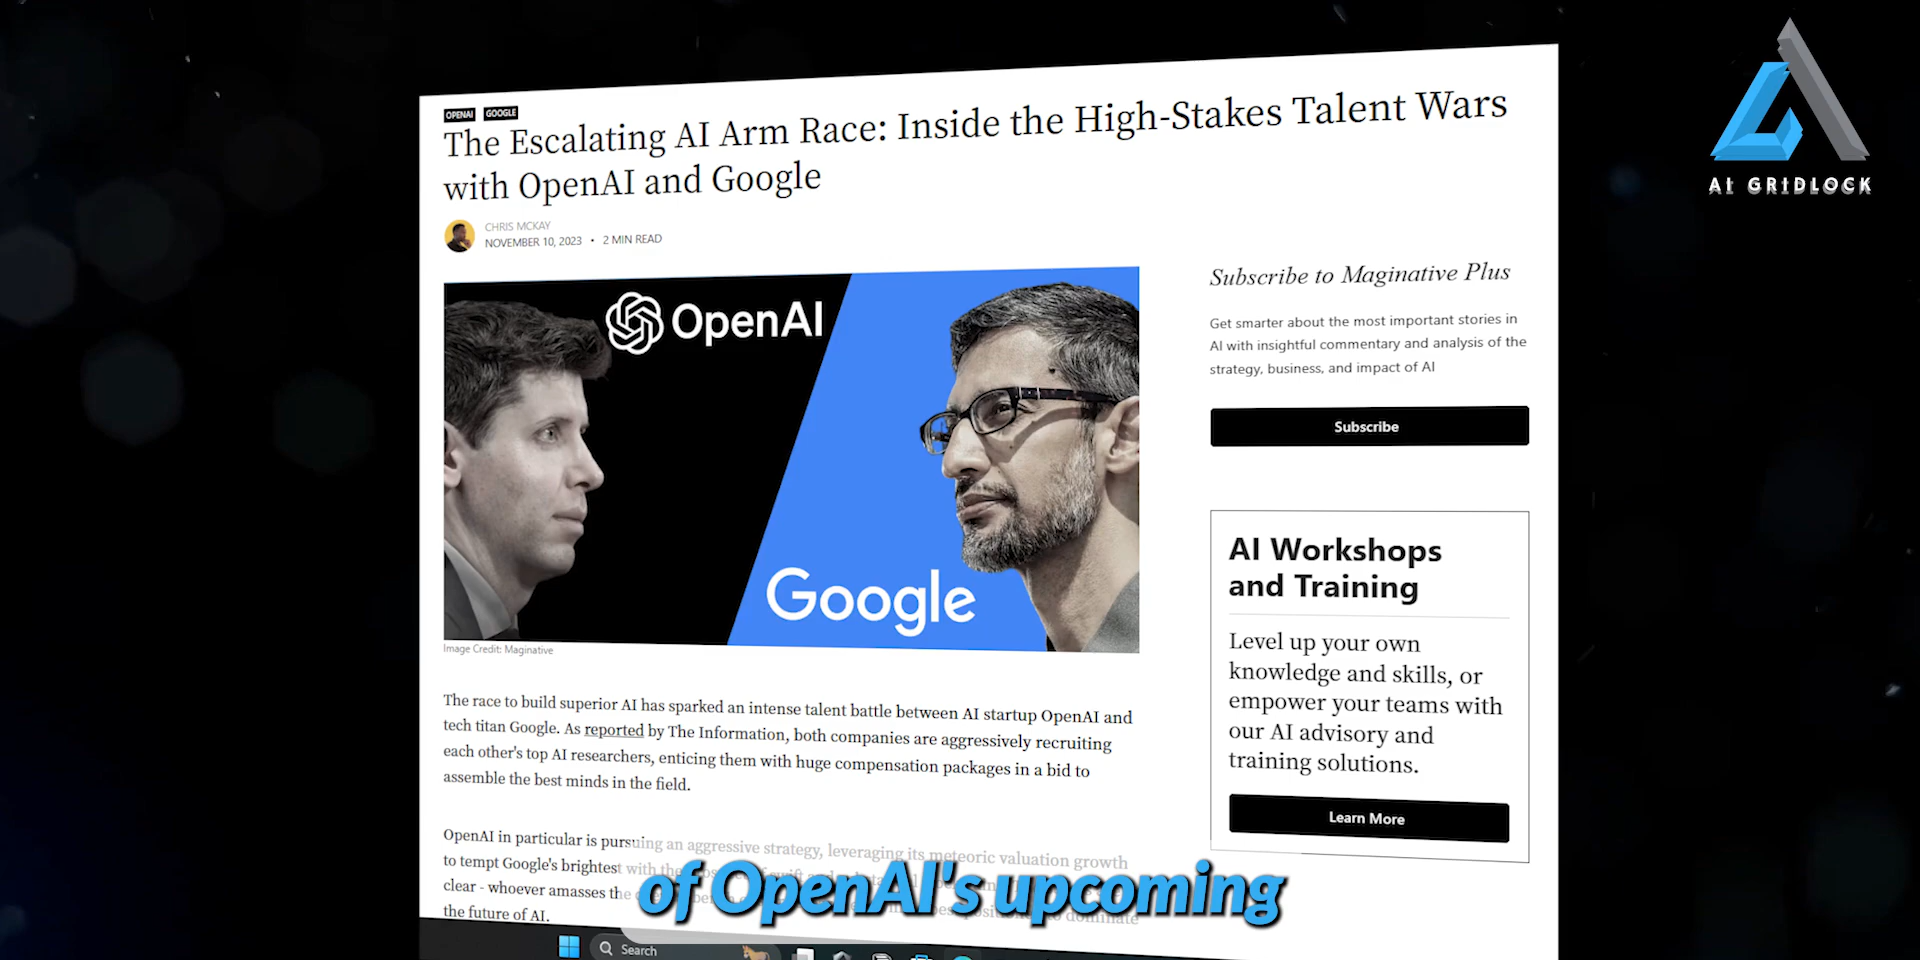 AI GRIDLOCK
OPENAI GOOGLE
The Escalating AI Arm Race: Inside the High-Stakes Talent Wars
with OpenAI and Google
CHRIS MCKAY
NOVEMBER 10, 2023 • 2 MIN READ
OpenAI
Google
Image Credit: Maginative
The race to build superior AI has sparked an intense talent battle between AI startup OpenAI and
tech titan Google. As reported by The Information, both companies are aggressively recruiting
each other's top AI researchers, enticing them with huge compensation packages in a bid to
assemble the best minds in the field.
OpenAI in particular is pursuing an aggressive strategy, leveraging its meteoric valuation growth
to tempt Google's brightest with the
clear - whoever amasses the
the future of AI.
dominate
Subscribe to Maginative Plus
Get smarter about the most important stories in
AI with insightful commentary and analysis of the
strategy, business, and impact of AI
Subscribe
AI Workshops
and Training
Level up your own
knowledge and skills, or
empower your teams with
our AI advisory and
training solutions.
Learn More
of OpenAI's upcoming
Search